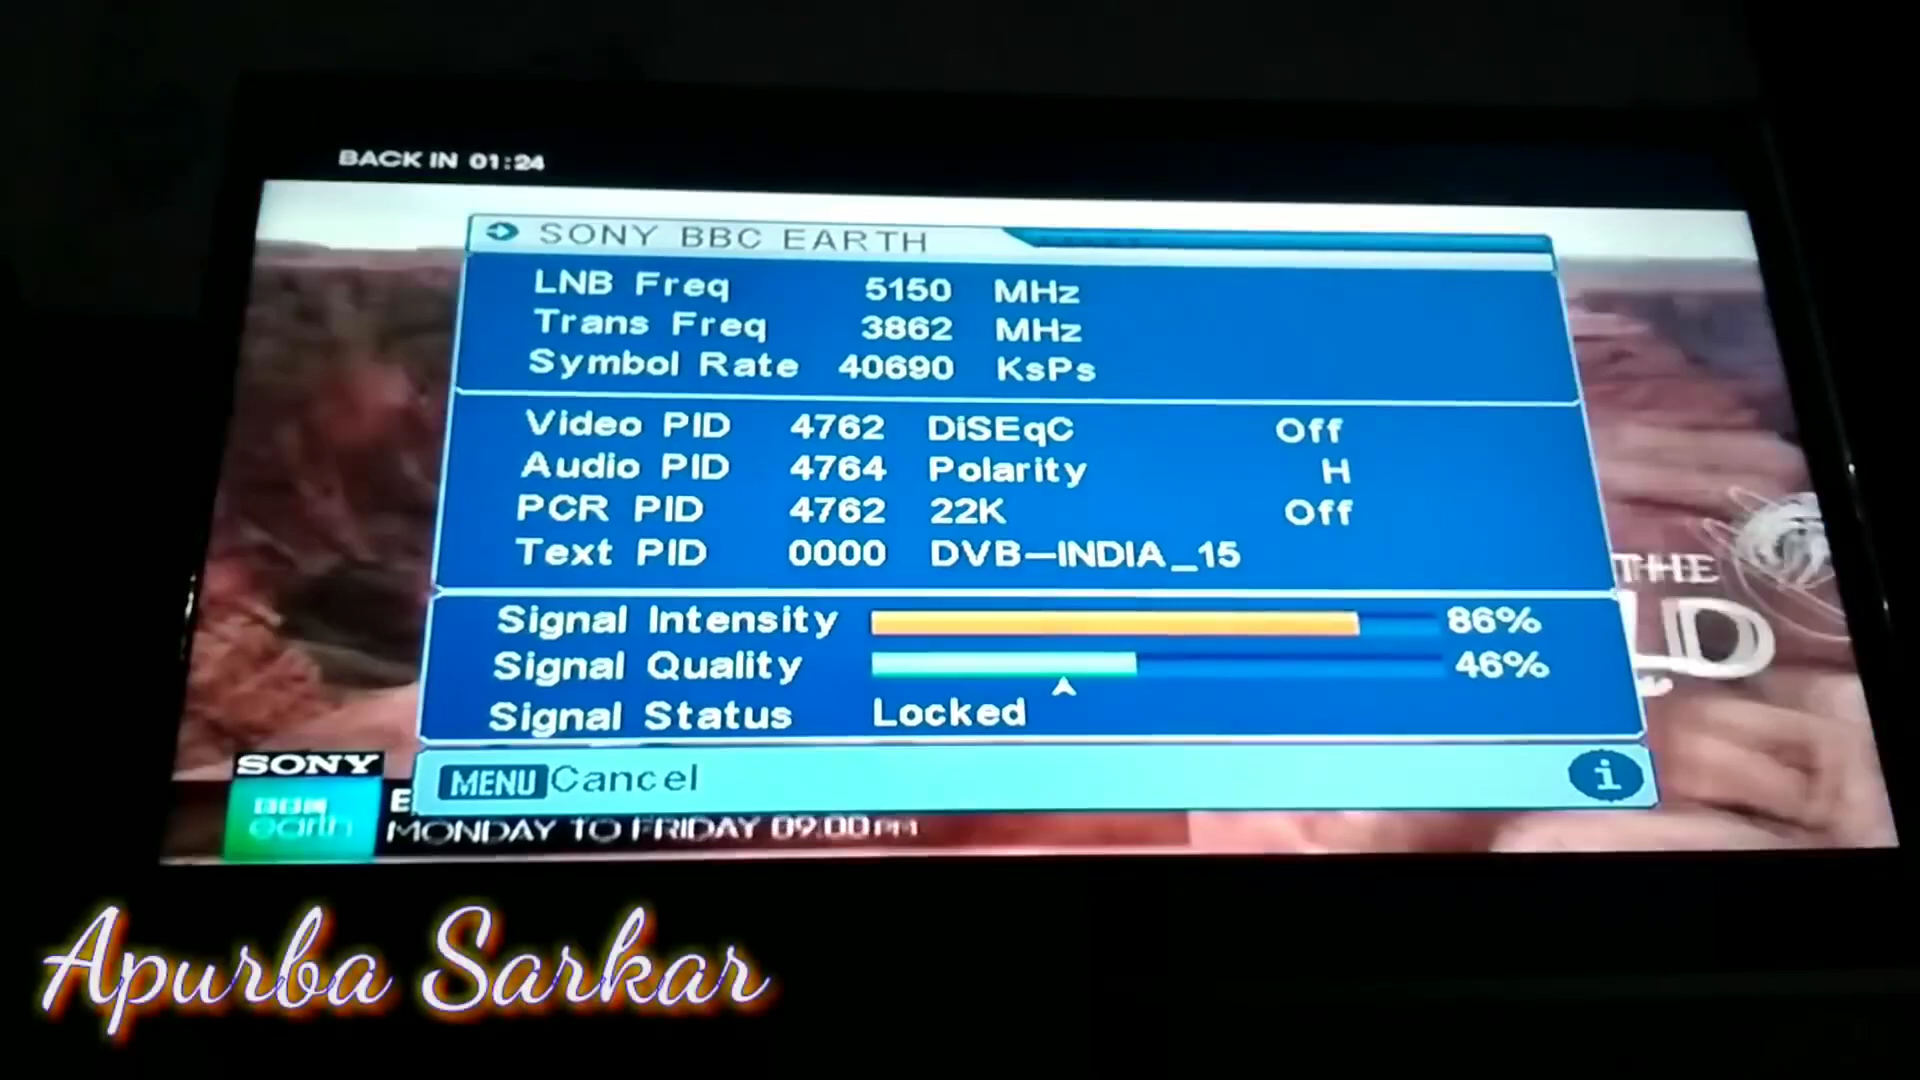 BACK IN 01:24
SONY BBC EARTH
LNB Freq 5150 MHz
Trans Freq 3862 MHz
Symbol Rate 40690 KsPs
Video PID 4762 DiSEqC Off
Audio PID 4764 Polarity H
PCR PID 4762 22K Off
Text PID 0000 DVB-INDIA_15
THE
LD
Signal Intensity 86%
Signal Quality 46%
Signal Status Locked
MENU Cancel i
SONY
BBC
earth
E
MONDAY TO FRIDAY 09:00 PM
Apurba Sarkar